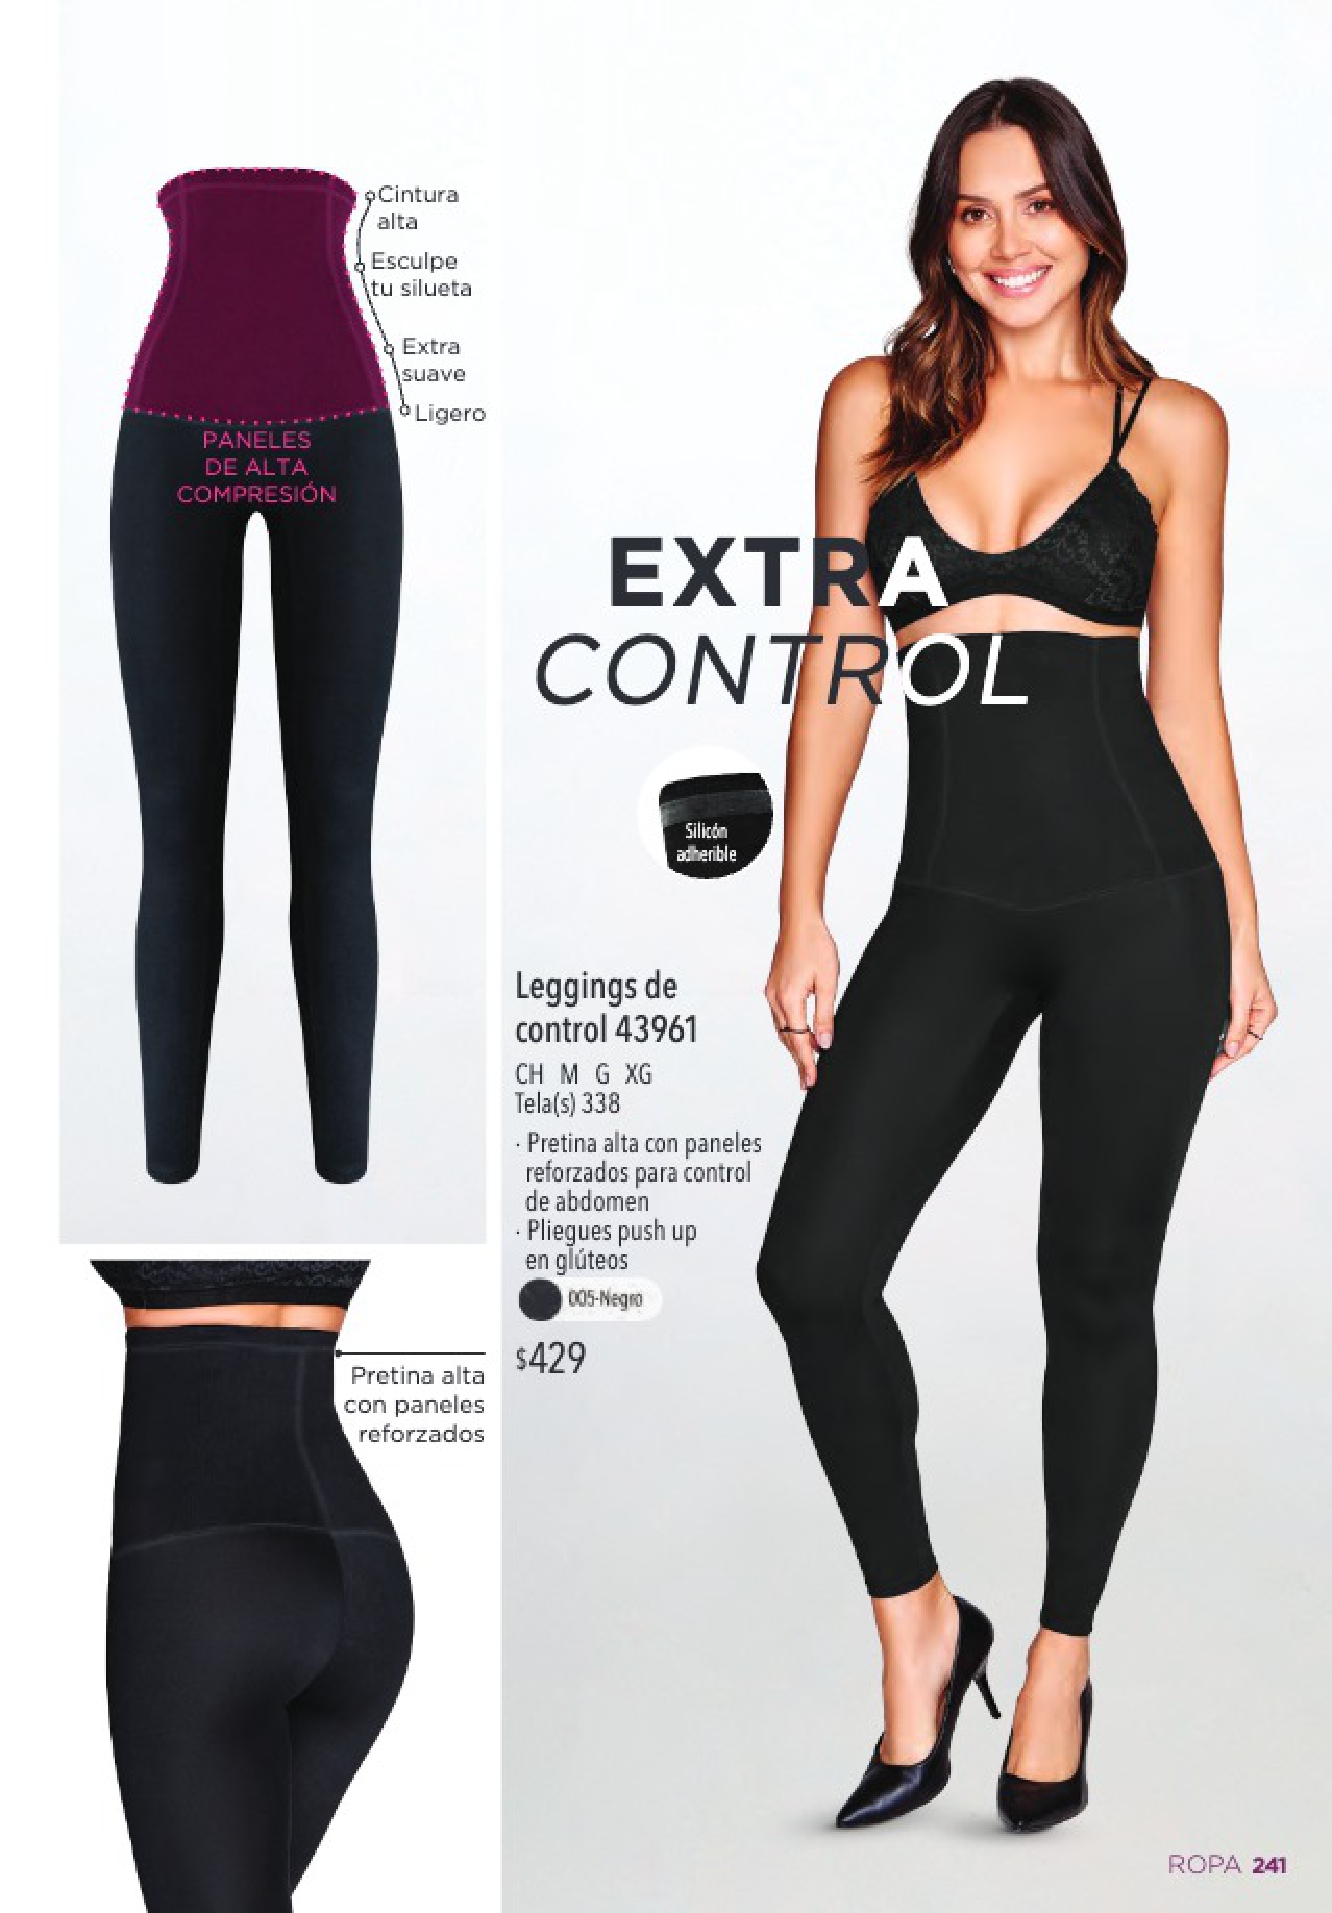 Cintura
alta
Esculpe
tu silueta
Extra
suave
Ligero
PANELES
DE ALTA
COMPRESIÓN
EXTRA
CONTROL
Silicón
adherible
Leggings de
control 43961
CH M G XG
Tela(s) 338
· Pretina alta con paneles
reforzados para control
de abdomen
· Pliegues push up
en glúteos
005-Negro
$429
Pretina alta
con paneles
reforzados
ROPA 241